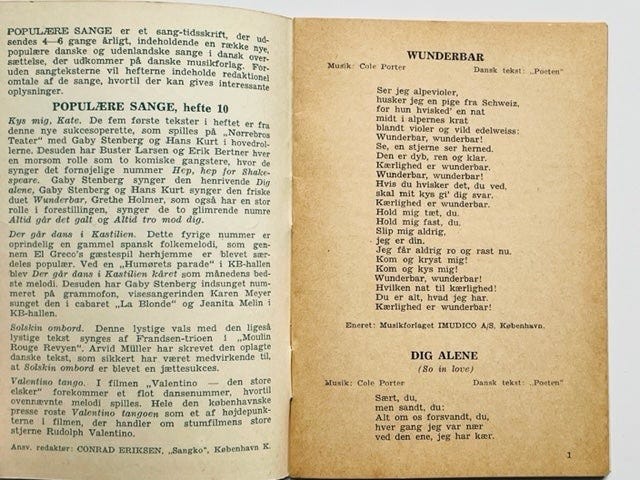 POPULÆRE SANGE er et sang-tidsskrift, der ud-
sendes 4—6 gange årligt, indeholdende en række nye,
populære danske og udenlandske sange i dansk over-
sættelse, der udkommer på danske musikforlag. For-
uden sangteksterne vil hefterne indeholde redaktionel
omtale af de sange, hvortil der kan gives interessante
oplysninger.
POPULÆRE SANGE, hefte 10
Kys mig, Kate. De fem første tekster i heftet er fra
denne nye sukcesoperette, som spilles på „Nørrebros
Teater“ med Gaby Stenberg og Hans Kurt i hovedrol-
lerne. Desuden har Buster Larsen og Erik Bertner hver
en morsom rolle som to komiske gangstere, hvor de
synger det fornøjelige nummer Hep, hep for Shake-
speare. Gaby Stenberg synger den henrivende Dig
alene, Gaby Stenberg og Hans Kurt synger den friske
duet Wunderbar, Grethe Holmer, som også har en stor
rolle i forestillingen, synger de to glimrende numre
Altid går det galt og Altid tro mod dig.
Der går dans i Kastilien. Dette fyrige nummer er
oprindelig en gammel spansk folkemelodi, som gen-
nem El Greco's gæstespil herhjemme er blevet sær-
deles populær. Ved en „Humørets parade“ i KB-hallen
blev Der går dans i Kastilien kåret som månedens bed-
ste melodi. Desuden har Gaby Stenberg indsunget num-
meret på grammofon, visesangerinden Karen Meyer
sunget den i cabaret „La Blonde“ og Jeanita Melin i
KB-hallen.
Solskin ombord. Denne lystige vals med den ligeså
lystige tekst synges af Frandsen-trioen i „Moulin
Rouge Revyen“. Arvid Müller har skrevet den oplagte
danske tekst, som sikkert har været medvirkende til,
at Solskin ombord er blevet en jættesukces.
Valentino tango. I filmen „Valentino — den store
elsker“ forekommer et flot dansenummer, hvortil
ovennævnte melodi spilles. Hele den københavnske
presse roste Valentino tangoen som et af højdepunk-
terne i filmen, der handler om stumfilmens store
stjerne Rudolph Valentino.
Ansv. redaktør: CONRAD ERIKSEN, „Sangko“, København K.
WUNDERBAR
Musik: Cole Porter Dansk tekst: „Poeten“
Ser jeg alpevioler,
husker jeg en pige fra Schweiz,
for hun hvisked' en nat
midt i alpernes krat
blandt violer og vild edelweiss:
Wunderbar, wunderbar!
Se, en stjerne ser herned.
Den er dyb, ren og klar.
Kærlighed er wunderbar.
Wunderbar, wunderbar!
Hvis du hvisker det, du ved,
skal mit kys gi' dig svar.
Kærlighed er wunderbar.
Hold mig tæt, du.
Hold mig fast, du.
Slip mig aldrig,
jeg er din.
Jeg får aldrig ro og rast nu.
Kom og kryst mig!
Kom og kys mig!
Wunderbar, wunderbar!
Hvilken nat til kærlighed!
Du er alt, hvad jeg har.
Kærlighed er wunderbar!
Eneret: Musikforlaget IMUDICO A/S, København.
DIG ALENE
(So in love)
Musik: Cole Porter Dansk tekst: „Poeten“
Sært, du,
men sandt, du:
Alt om os forsvandt, du,
hver gang jeg var nær
ved den ene, jeg har kær.
1